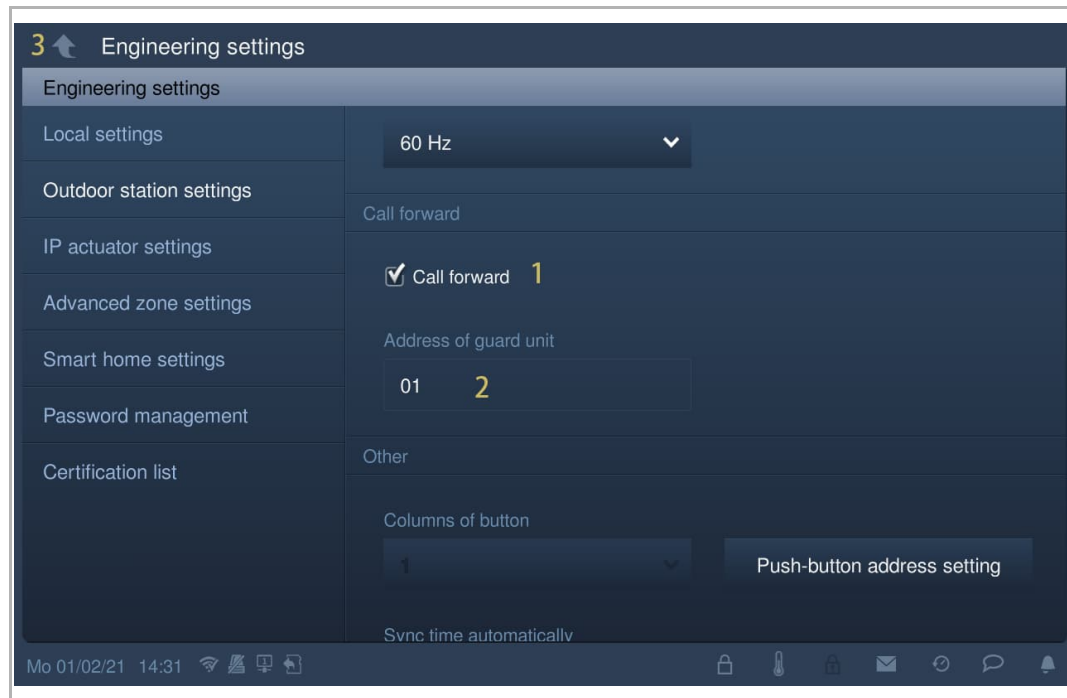 3 Engineering settings
Engineering settings
Local settings
Outdoor station settings
IP actuator settings
Advanced zone settings
Smart home settings
Password management
Certification list
60 Hz
Call forward
Call forward 1
Address of guard unit
01 2
Other
Columns of button
1
Push-button address setting
Sync time automatically
Mo 01/02/21 14:31